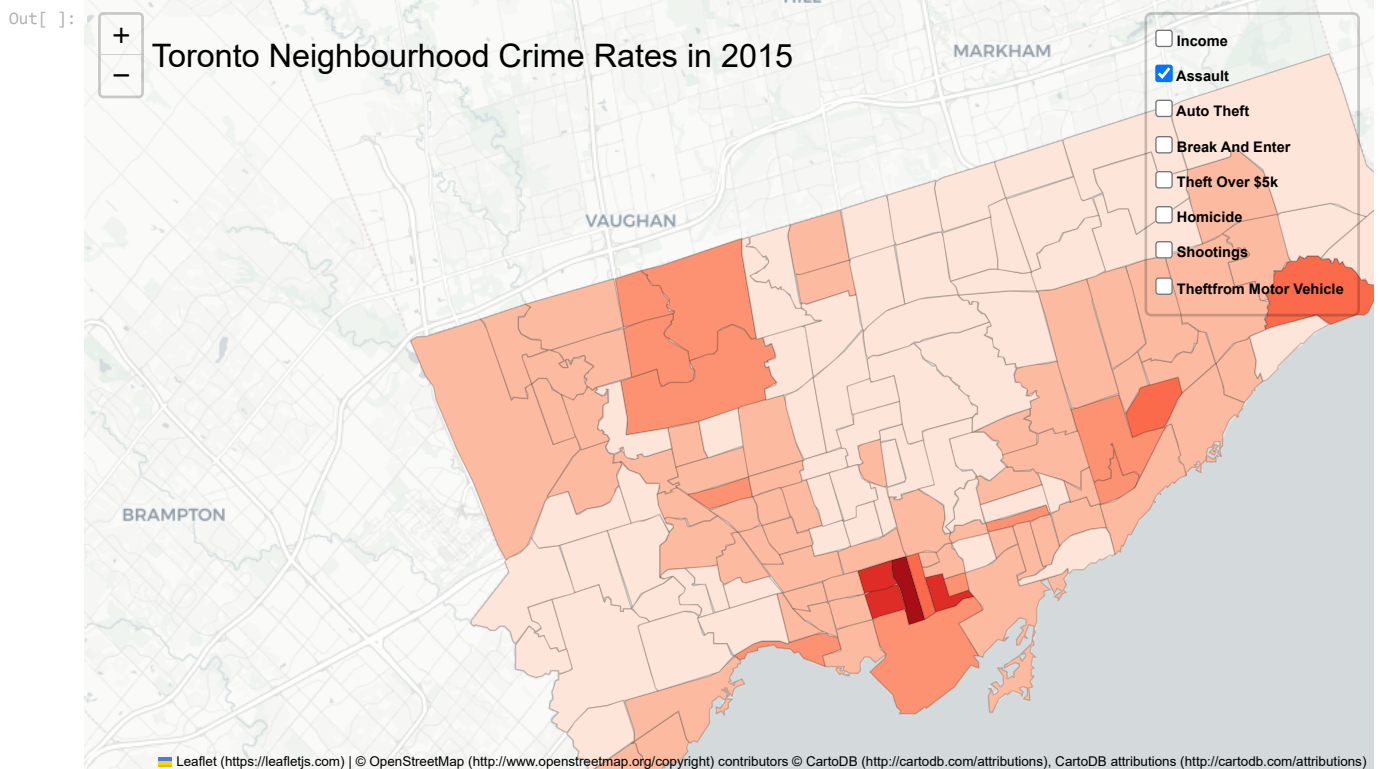 Out[ ]:
HILL
+
−
Toronto Neighbourhood Crime Rates in 2015
MARKHAM
Income
Assault
Auto Theft
Break And Enter
Theft Over $5k
Homicide
Shootings
Theftfrom Motor Vehicle
VAUGHAN
BRAMPTON
Leaflet (https://leafletjs.com) | © OpenStreetMap (http://www.openstreetmap.org/copyright) contributors © CartoDB (http://cartodb.com/attributions), CartoDB attributions (http://cartodb.com/attributions)